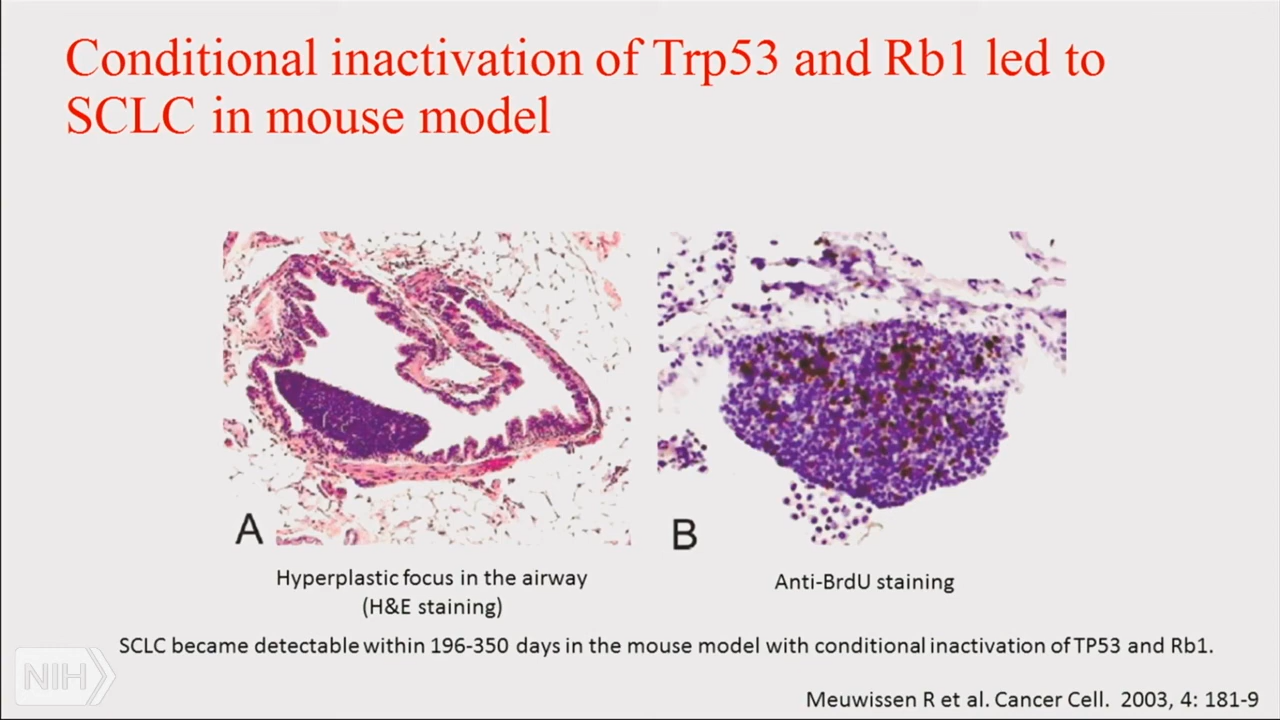 Conditional inactivation of Trp53 and Rb1 led to
SCLC in mouse model
A
B
Hyperplastic focus in the airway
(H&E staining)
Anti-BrdU staining
SCLC became detectable within 196-350 days in the mouse model with conditional inactivation of TP53 and Rb1.
NIH
Meuwissen R et al. Cancer Cell.  2003, 4: 181-9